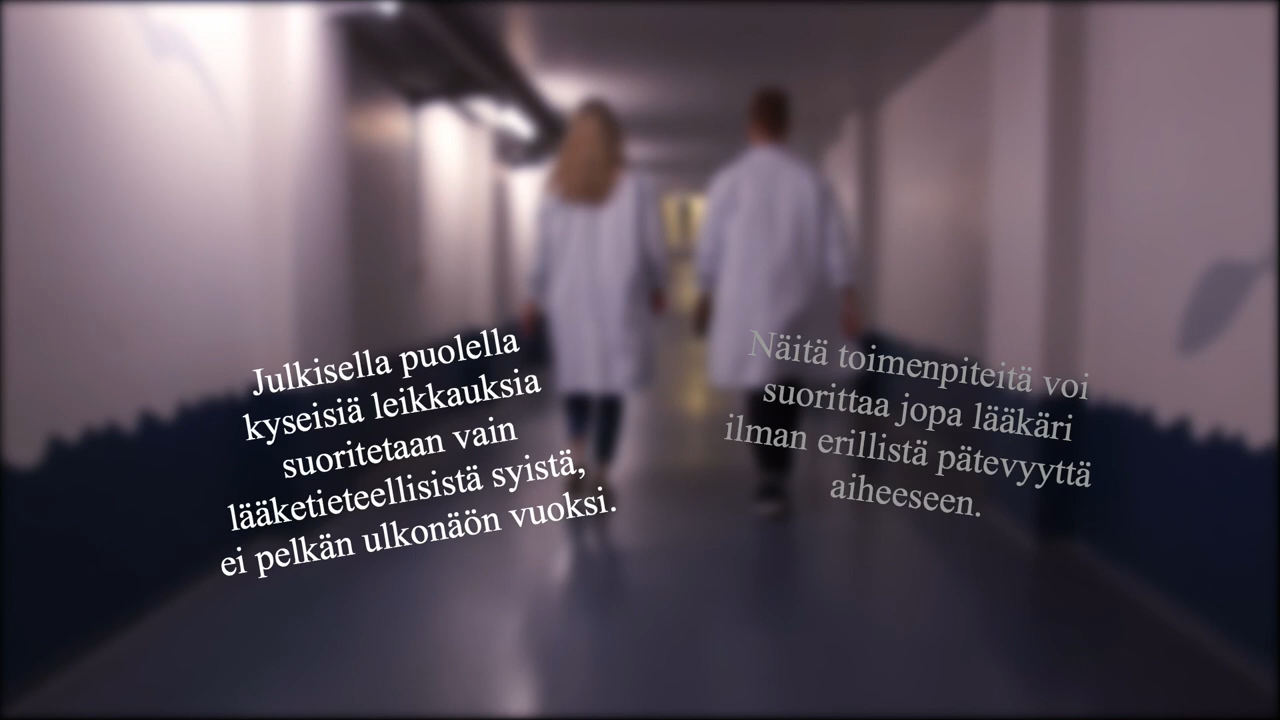 Julkisella puolella
kyseisiä leikkauksia
suoritetaan vain
lääketieteellisistä syistä,
ei pelkän ulkonäön vuoksi.
Näitä toimenpiteitä voi
suorittaa jopa lääkäri
ilman erillistä pätevyyttä
aiheeseen.